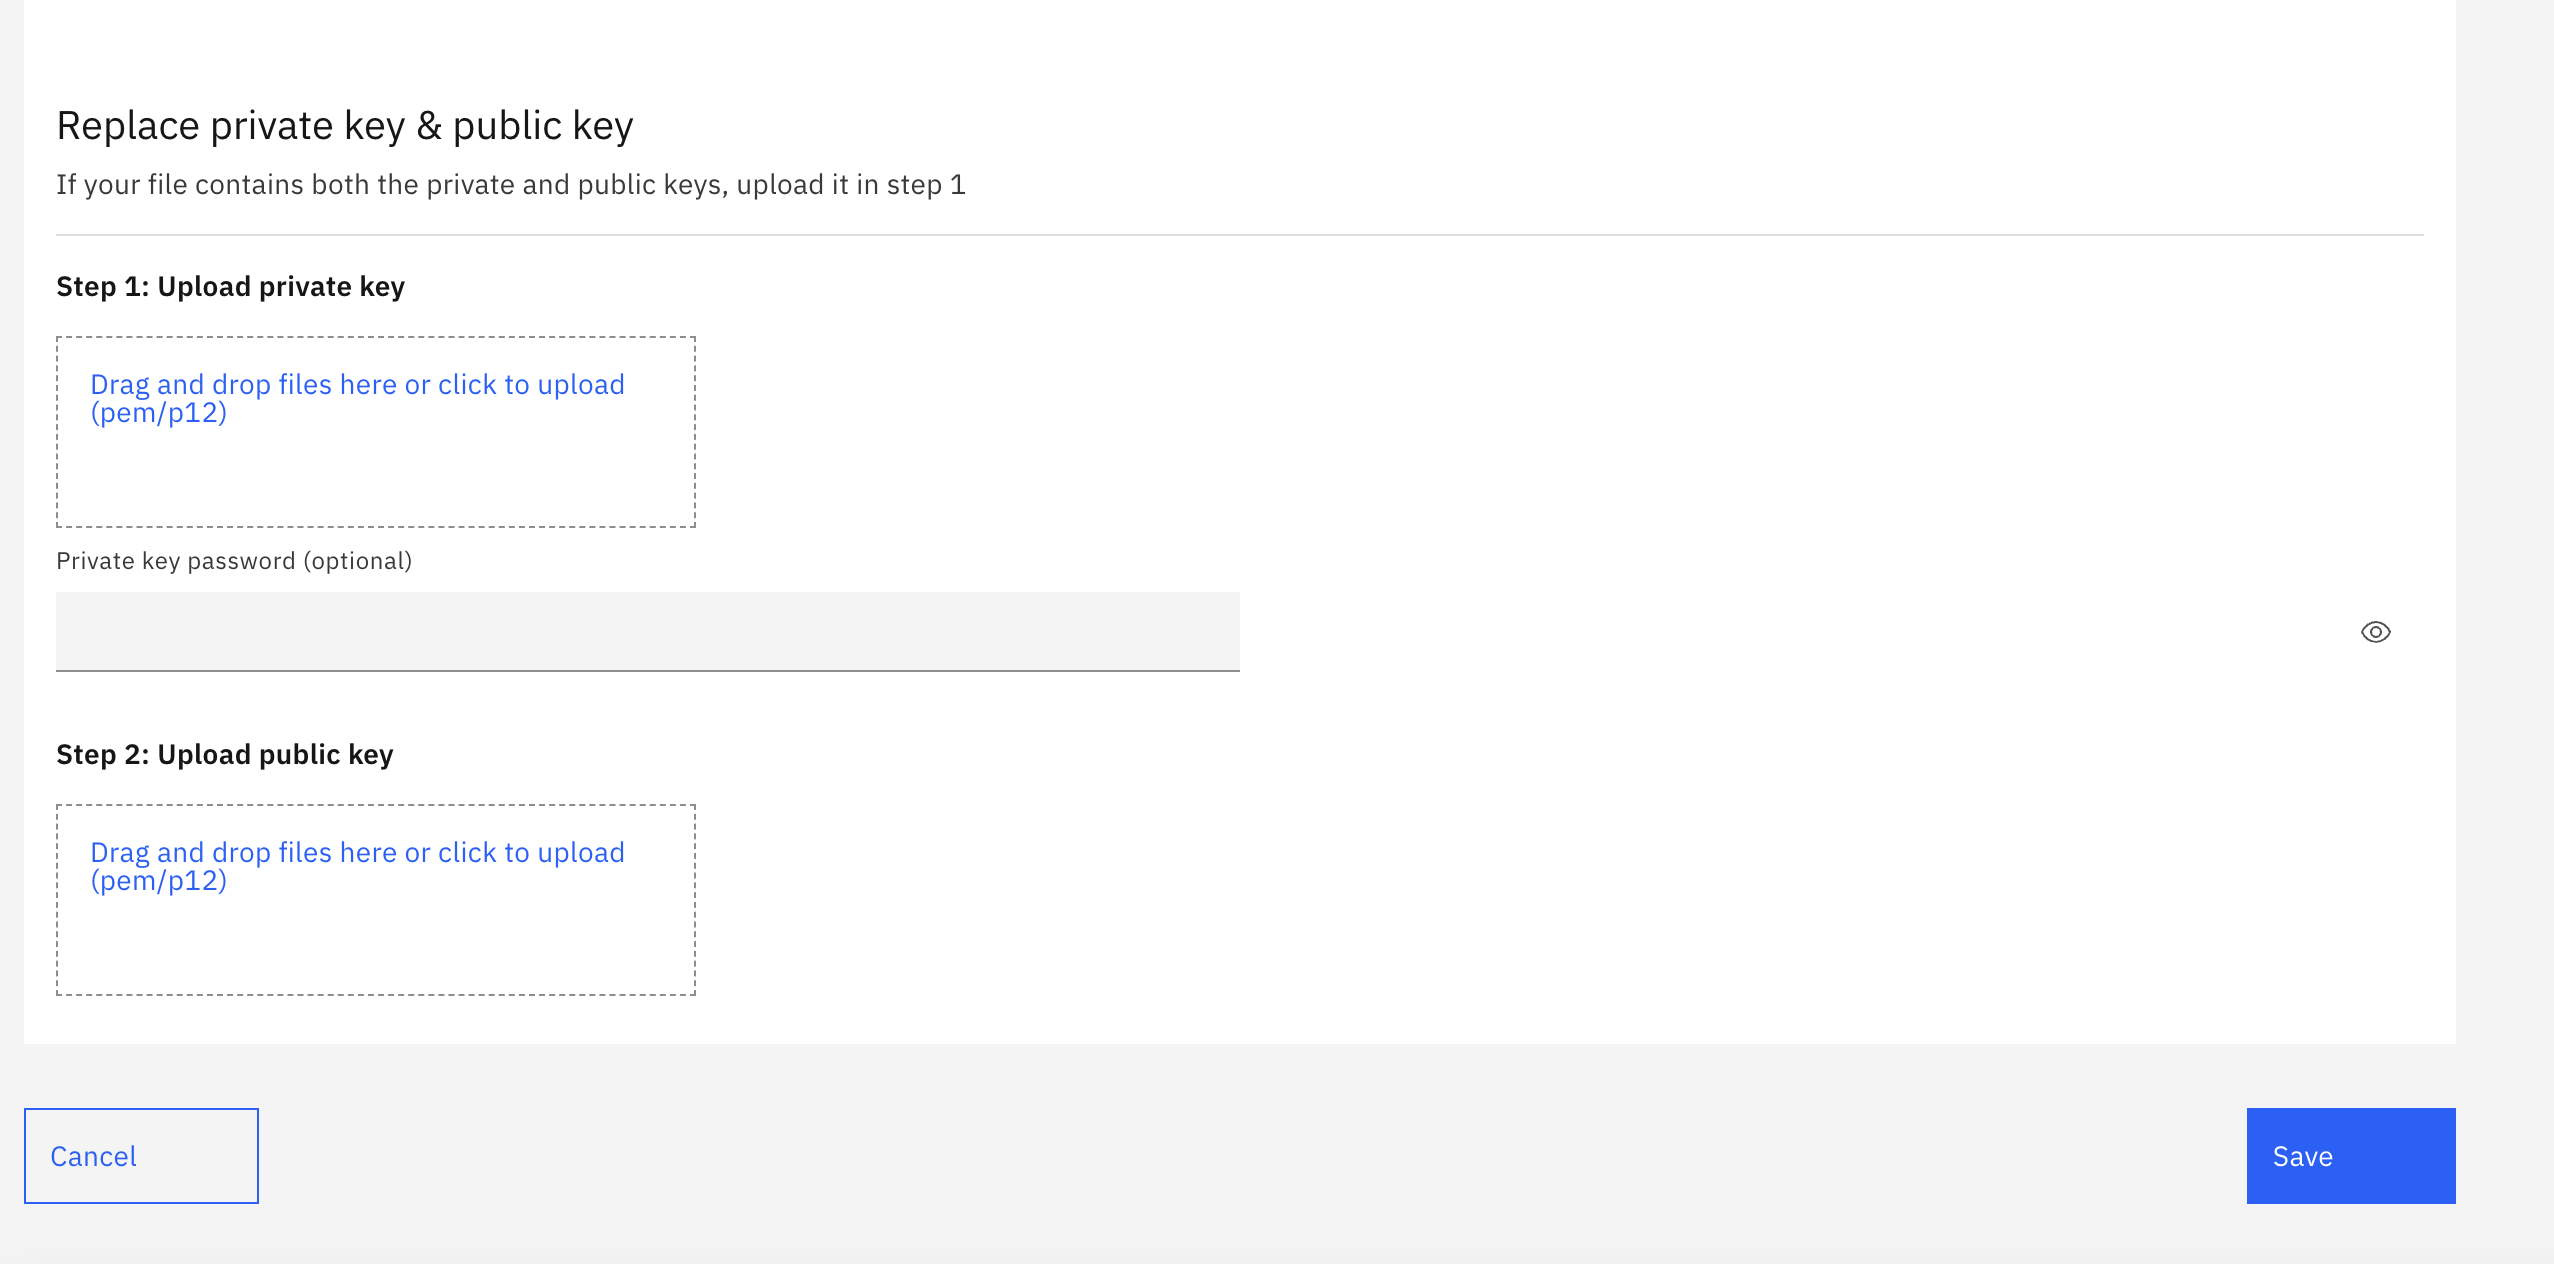 Replace private key & public key
If your file contains both the private and public keys, upload it in step 1
Step 1: Upload private key
Drag and drop files here or click to upload
(pem/p12)
Private key password (optional)
Step 2: Upload public key
Drag and drop files here or click to upload
(pem/p12)
Cancel
Save